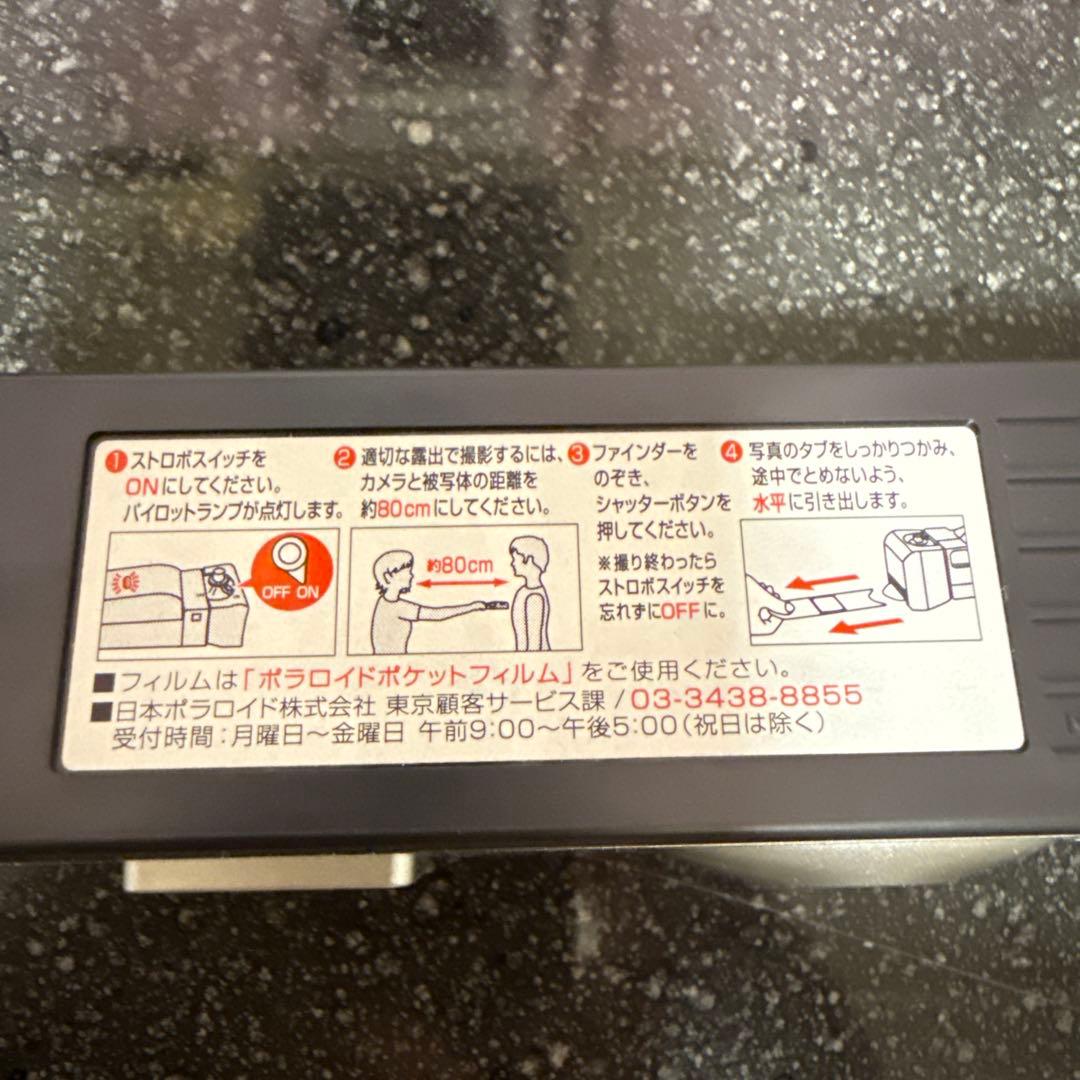 ❶ ストロボスイッチを
ONにしてください。
パイロットランプが点灯します。
OFF ON
❷ 適切な露出で撮影するには、
カメラと被写体の距離を
約80cmにしてください。
約80cm
❸ ファインダーを
のぞき、
シャッターボタンを
押してください。
※撮り終わったら
ストロボスイッチを
忘れずにOFFに。
❹ 写真のタブをしっかりつかみ、
途中でとめないよう、
水平に引き出します。
■フィルムは「ポラロイドポケットフィルム」をご使用ください。
■日本ポラロイド株式会社 東京顧客サービス課 / 03-3438-8855
受付時間：月曜日～金曜日 午前9:00～午後5:00（祝日は除く）